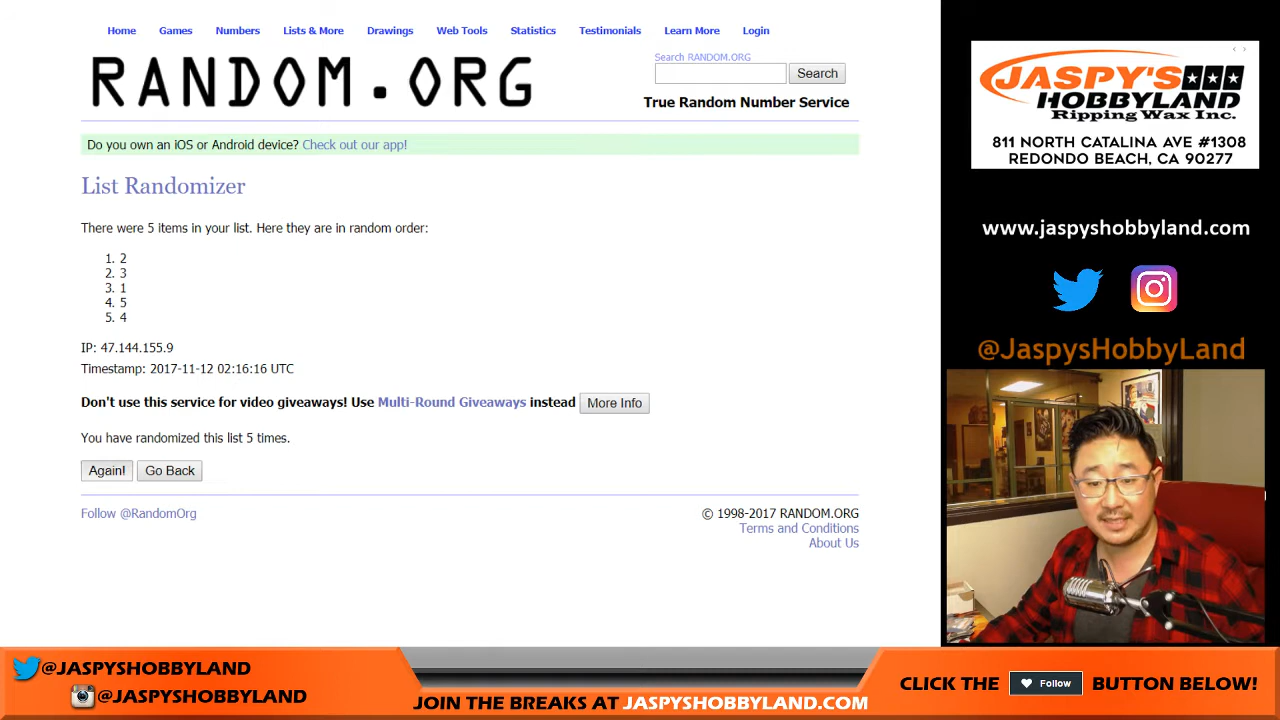 Home Games Numbers Lists & More Drawings Web Tools Statistics Testimonials Learn More Login
RANDOM.ORG
Search RANDOM.ORG
Search
True Random Number Service
Do you own an iOS or Android device? Check out our app!
List Randomizer
There were 5 items in your list. Here they are in random order:
1. 2
2. 3
3. 1
4. 5
5. 4
IP: 47.144.155.9
Timestamp: 2017-11-12 02:16:16 UTC
Don't use this service for video giveaways! Use Multi-Round Giveaways instead More Info
You have randomized this list 5 times.
Again! Go Back
Follow @RandomOrg
© 1998-2017 RANDOM.ORG
Terms and Conditions
About Us
JASPY'S
HOBBYLAND
Ripping Wax Inc.
811 NORTH CATALINA AVE #1308
REDONDO BEACH, CA 90277
www.jaspyshobbyland.com
@JaspysHobbyLand
@JASPYSHOBBYLAND
@JASPYSHOBBYLAND
JOIN THE BREAKS AT JASPYSHOBBYLAND.COM
CLICK THE Follow BUTTON BELOW!